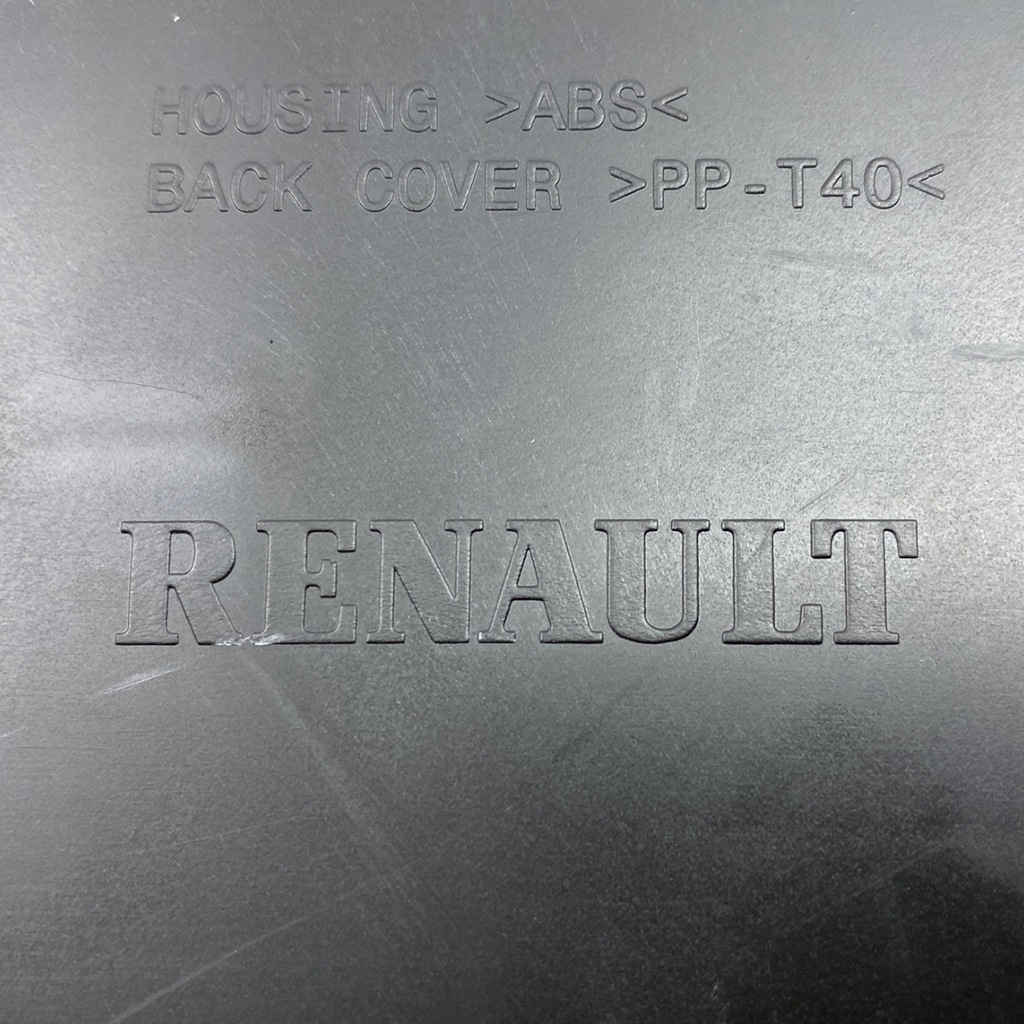 HOUSING >ABS<
BACK COVER >PP-T40<
RENAULT